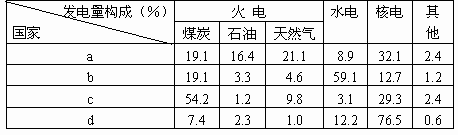 发电量构成（%） 火 电 水电 核电 其他
国家 煤炭 石油 天然气
a 19.1 16.4 21.1 8.9 32.1 2.4
b 19.1 3.3 4.6 59.1 12.7 1.2
c 54.2 1.2 9.8 3.1 29.3 2.4
d 7.4 2.3 1.0 12.2 76.5 0.6